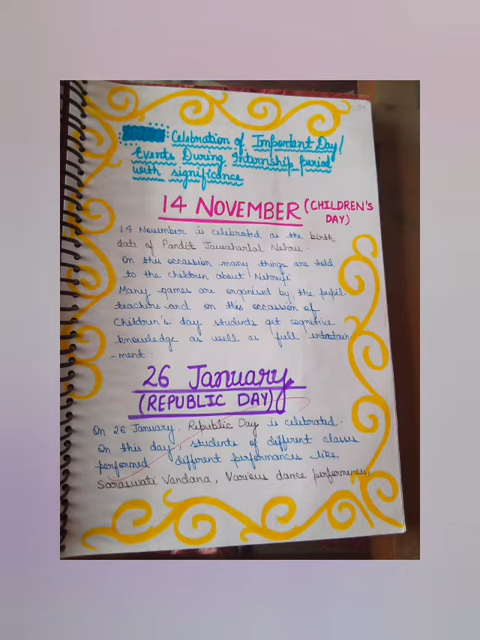 Celebration of Important Day/
Events During Internship period
with significance
14 NOVEMBER (CHILDREN'S
DAY)
14 November is celebrated as the birth
date of Pandit Jawaharlal Nehru.
On this occassion many things are told
to the children about Nehruji
Many games are organised by the pupil
teachers and on this occassion of
Children's day students get cognitive
knowledge as well as full entertain
-ment
26 January
(REPUBLIC DAY)
On 26 January, Republic Day is celebrated.
On this day, students of different classes
performed different performances like
Saraswati Vandana, Various dance performances,